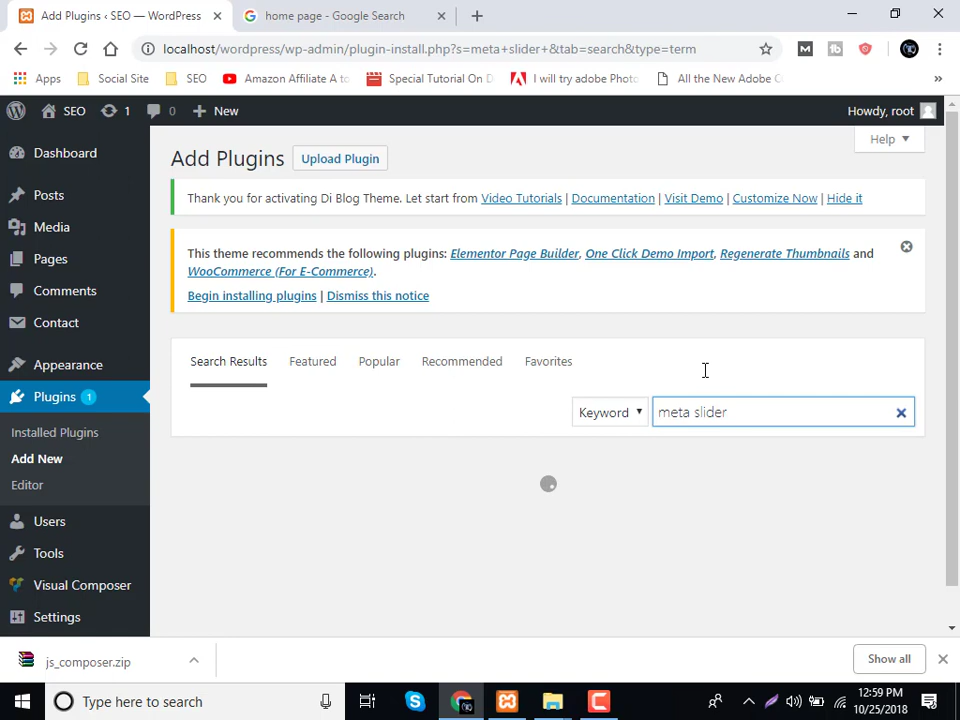 Add Plugins ‹ SEO — WordPress
home page - Google Search
localhost/wordpress/wp-admin/plugin-install.php?s=meta+slider+&tab=search&type=term
Apps
Social Site
SEO
Amazon Affiliate A to
Special Tutorial On D
I will try adobe Photo
All the New Adobe C
»
SEO
1
0
New
Howdy, root
Dashboard
Posts
Media
Pages
Comments
Contact
Appearance
Plugins 1
Installed Plugins
Add New
Editor
Users
Tools
Visual Composer
Settings
Add Plugins
Upload Plugin
Help
Thank you for activating Di Blog Theme. Let start from Video Tutorials | Documentation | Visit Demo | Customize Now | Hide it
This theme recommends the following plugins: Elementor Page Builder, One Click Demo Import, Regenerate Thumbnails and
WooCommerce (For E-Commerce).
Begin installing plugins | Dismiss this notice
Search Results
Featured
Popular
Recommended
Favorites
Keyword
meta slider
js_composer.zip
Show all
Type here to search
12:59 PM
10/25/2018